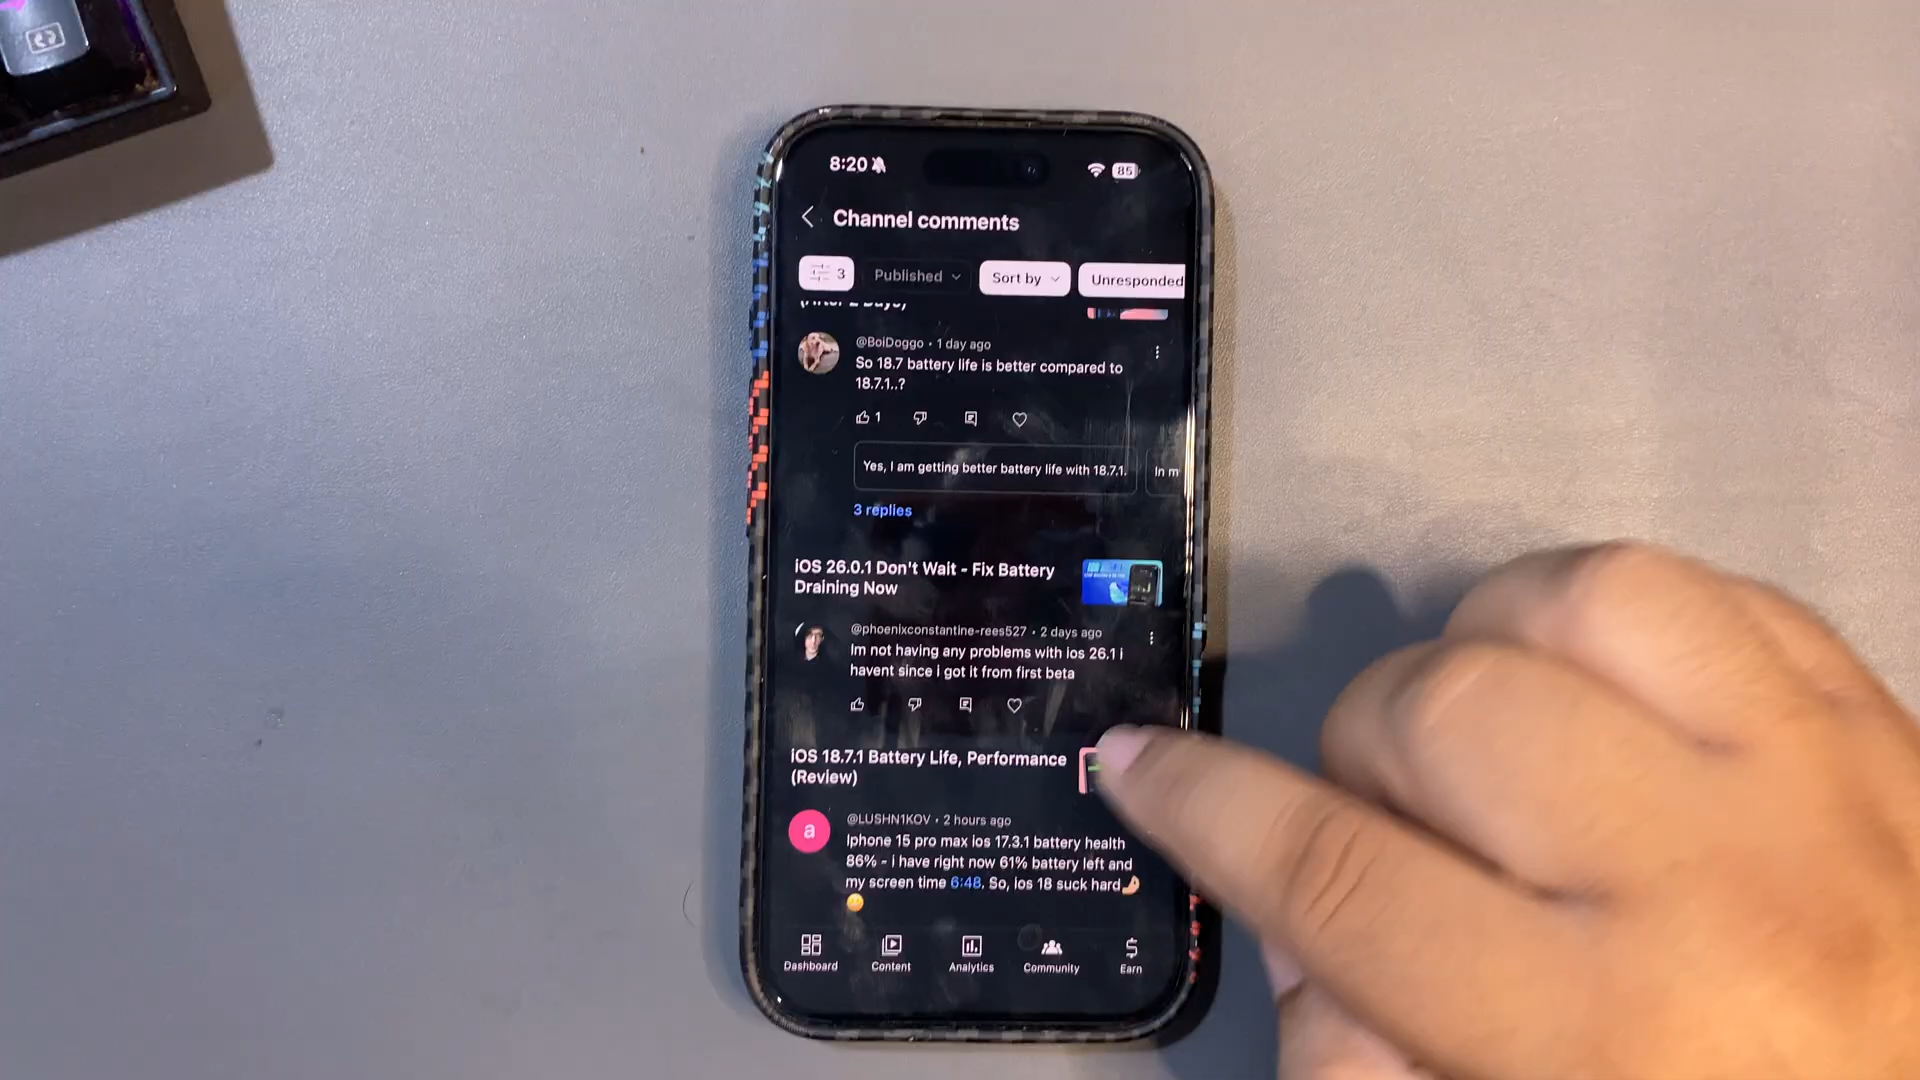 8:20
85
Channel comments
3
Published
Sort by
Unresponded
@BoiDoggo • 1 day ago
So 18.7 battery life is better compared to
18.7.1..?
1
Yes, I am getting better battery life with 18.7.1.
In m
3 replies
iOS 26.0.1 Don't Wait - Fix Battery
Draining Now
@phoenixconstantine-rees527 • 2 days ago
Im not having any problems with ios 26.1 i
havent since i got it from first beta
iOS 18.7.1 Battery Life, Performance
(Review)
a
@LUSHN1KOV • 2 hours ago
Iphone 15 pro max ios 17.3.1 battery health
86% - i have right now 61% battery left and
my screen time 6:48. So, ios 18 suck hard🤌
😀
Dashboard
Content
Analytics
Community
Earn